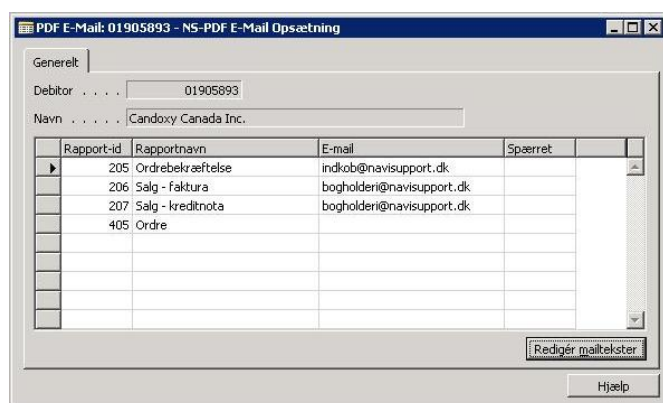 PDF E-Mail: 01905893 - NS-PDF E-Mail Opsætning
Generelt
Debitor . . . . 01905893
Navn . . . . . Candoxy Canada Inc.
Rapport-id Rapportnavn E-mail Spærret
205 Ordrebekræftelse indkob@navisupport.dk
206 Salg - faktura bogholderi@navisupport.dk
207 Salg - kreditnota bogholderi@navisupport.dk
405 Ordre
Redigér mailtekster
Hjælp